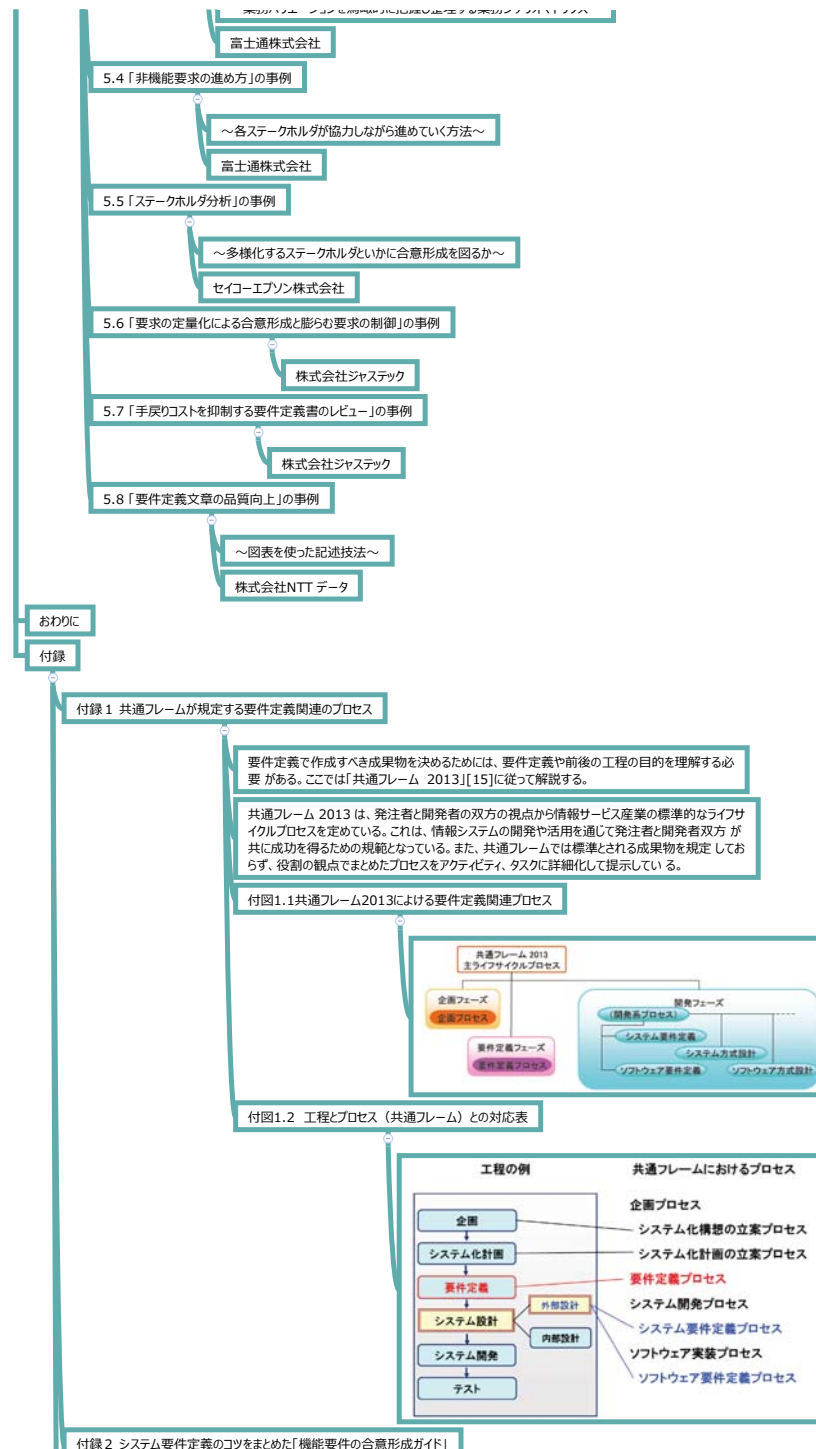 富士通株式会社
5.4「非機能要求の進め方」の事例
～各ステークホルダが協力しながら進めていく方法～
富士通株式会社
5.5「ステークホルダ分析」の事例
～多様化するステークホルダといかに合意形成を図るか～
セイコーエプソン株式会社
5.6「要求の定量化による合意形成と膨らむ要求の制御」の事例
株式会社ジャステック
5.7「手戻りコストを抑制する要件定義書のレビュー」の事例
株式会社ジャステック
5.8「要件定義文章の品質向上」の事例
～図表を使った記述技法～
株式会社NTT データ
おわりに
付録
付録１ 共通フレームが規定する要件定義関連のプロセス
要件定義で作成すべき成果物を決めるためには、要件定義や前後の工程の目的を理解する必
要 がある。ここでは「共通フレーム 2013」[15]に従って解説する。
共通フレーム 2013 は、発注者と開発者の双方の視点から情報サービス産業の標準的なライフサ
イクルプロセスを定めている。これは、情報システムの開発や活用を通じて発注者と開発者双方 が
共に成功を得るための規範となっている。また、共通フレームでは標準とされる成果物を規定 してお
らず、役割の観点でまとめたプロセスをアクティビティ、タスクに詳細化して提示してい る。
付図1.1共通フレーム2013によける要件定義関連プロセス
共通フレーム 2013
主ライフサイクルプロセス
企画フェーズ
企画プロセス
要件定義フェーズ
要件定義プロセス
開発フェーズ
（開発系プロセス）
システム要件定義
システム方式設計
ソフトウェア要件定義
ソフトウェア方式設計
付図1.2 工程とプロセス（共通フレーム）との対応表
工程の例
共通フレームにおけるプロセス
企画
システム化計画
要件定義
システム設計
外部設計
内部設計
システム開発
テスト
企画プロセス
システム化構想の立案プロセス
システム化計画の立案プロセス
要件定義プロセス
システム開発プロセス
システム要件定義プロセス
ソフトウェア実装プロセス
ソフトウェア要件定義プロセス
付録２ システム要件定義のコツをまとめた「機能要件の合意形成ガイド」